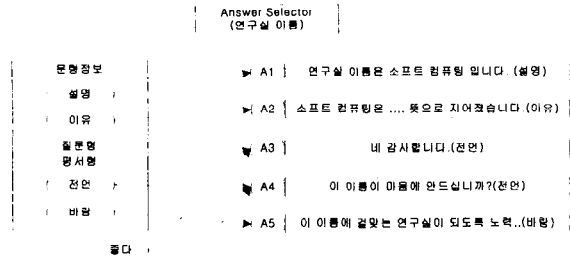 Answer Selector
(연구실 이름)
문형정보
설명
이유
질문형
평서형
전언
바람
좋다
A1 연구실 이름은 소프트 컴퓨팅 입니다. (설명)
A2 소프트 컴퓨팅은 .... 뜻으로 지어졌습니다.(이유)
A3 네 감사합니다.(전언)
A4 이 이름이 마음에 안드십니까?(전언)
A5 이 이름에 걸맞는 연구실이 되도록 노력..(바람)